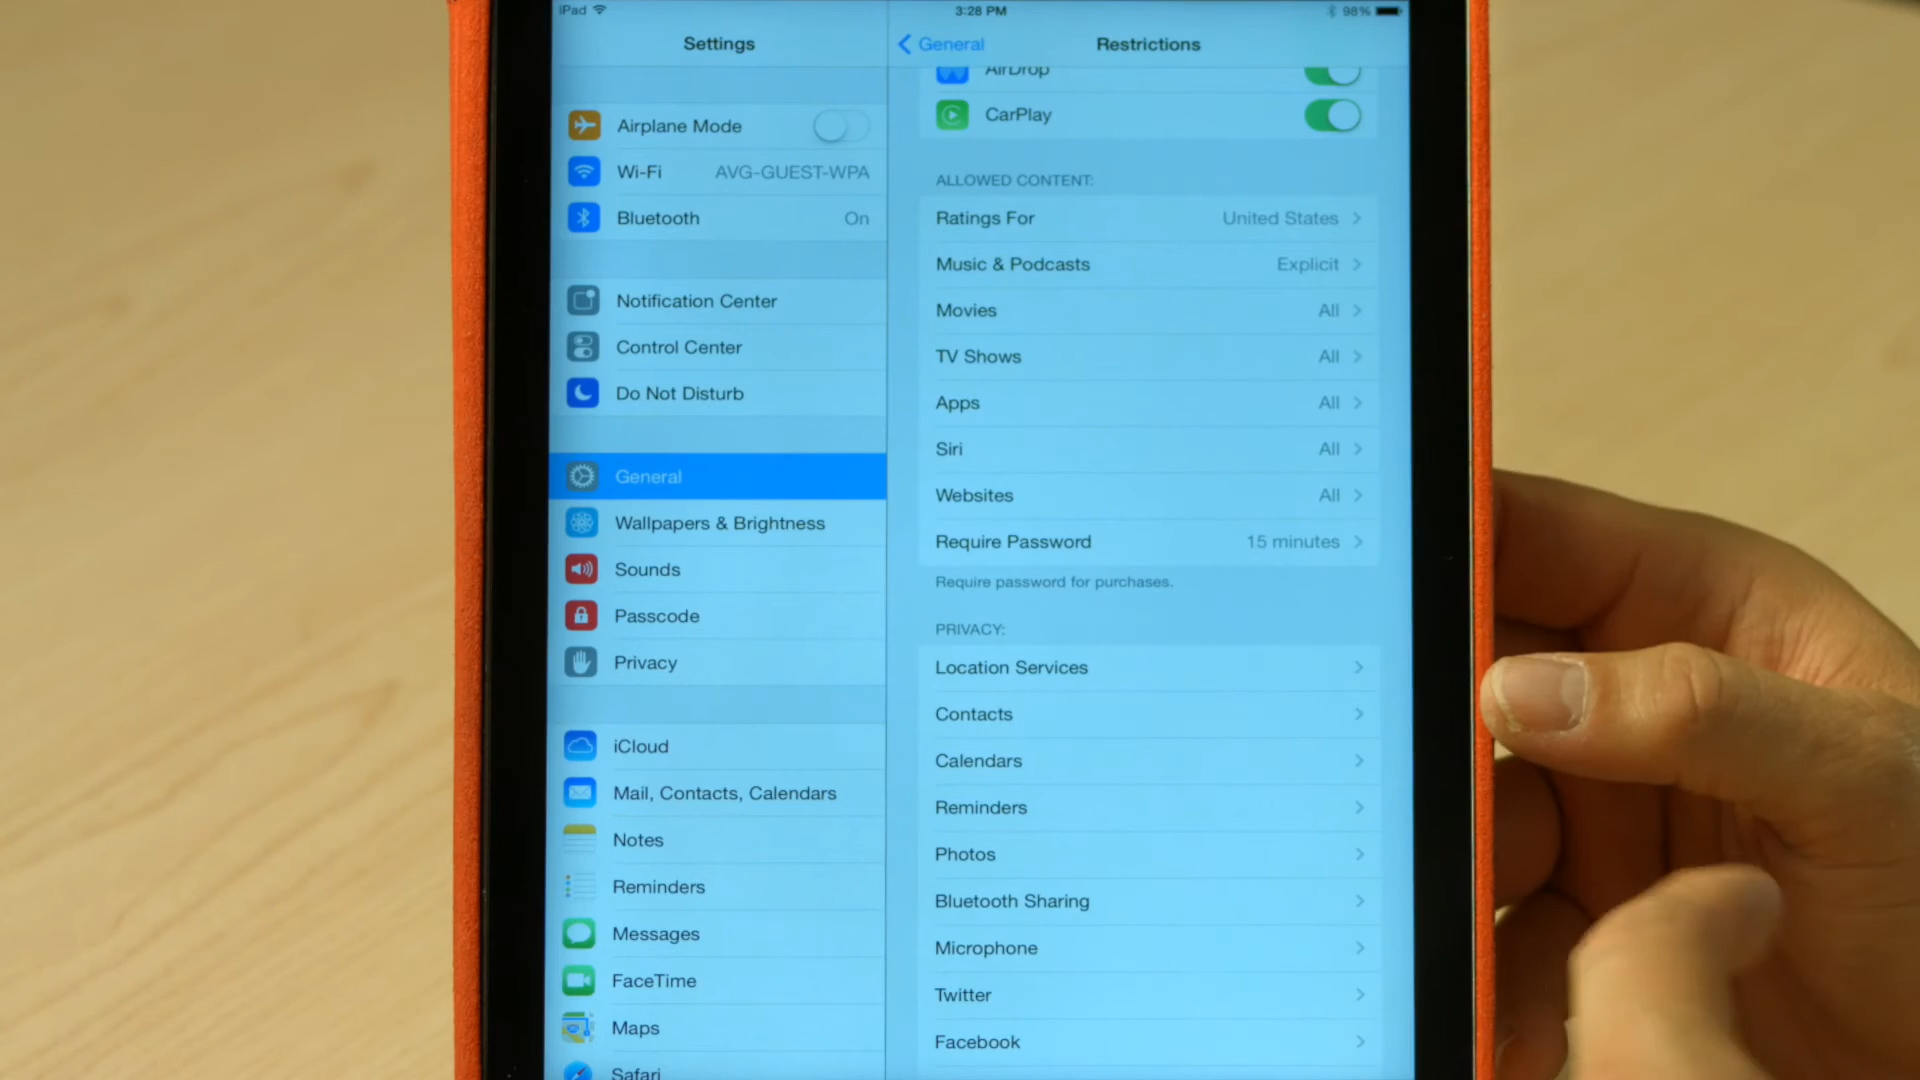 iPad
3:28 PM
98%
Settings
General
Restrictions
Airplane Mode
Wi-Fi
AVG-GUEST-WPA
Bluetooth
On
Notification Center
Control Center
Do Not Disturb
General
Wallpapers & Brightness
Sounds
Passcode
Privacy
iCloud
Mail, Contacts, Calendars
Notes
Reminders
Messages
FaceTime
Maps
Safari
AirDrop
CarPlay
ALLOWED CONTENT:
Ratings For
United States
Music & Podcasts
Explicit
Movies
All
TV Shows
All
Apps
All
Siri
All
Websites
All
Require Password
15 minutes
Require password for purchases.
PRIVACY:
Location Services
Contacts
Calendars
Reminders
Photos
Bluetooth Sharing
Microphone
Twitter
Facebook